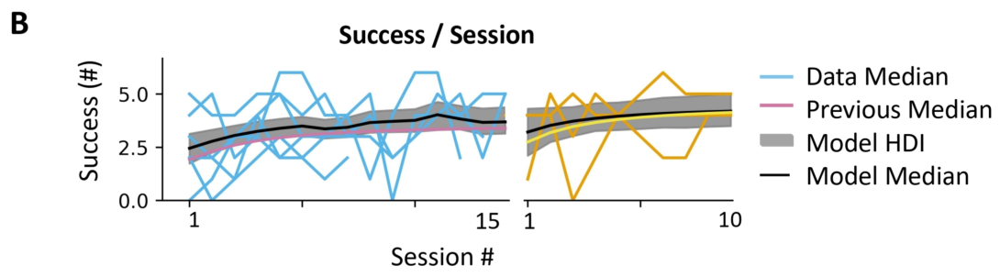 B
Success / Session
Success (#)
5.0
2.5
0.0
1
15
1
10
Session #
Data Median
Previous Median
Model HDI
Model Median